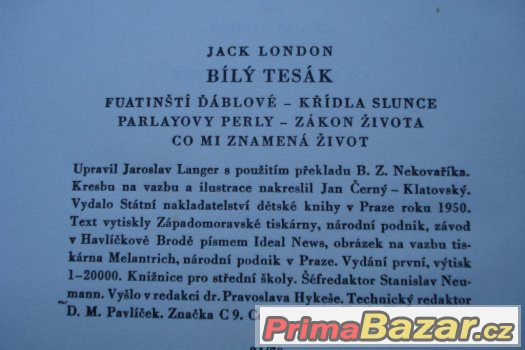 JACK LONDON
BÍLÝ TESÁK
FUATINŠTÍ ĎÁBLOVÉ – KŘÍDLA SLUNCE
PARLAYOVY PERLY – ZÁKON ŽIVOTA
CO MI ZNAMENÁ ŽIVOT
Upravil Jaroslav Langer s použitím překladu B. Z. Nekovaříka.
Kresbu na vazbu a ilustrace nakreslil Jan Černý – Klatovský.
Vydalo Státní nakladatelství dětské knihy v Praze roku 1950.
Text vytiskly Západomoravské tiskárny, národní podnik, závod
v Havlíčkově Brodě písmem Ideal News, obrázek na vazbu tis-
kárna Melantrich, národní podnik v Praze. Vydání první, výtisk
1-20000. Knižnice pro střední školy. Šéfredaktor Stanislav Neu-
mann. Vyšlo v redakci dr. Pravoslava Hykeše. Technický redaktor
D. M. Pavlíček. Značka C 9.
PrimaBazar.cz